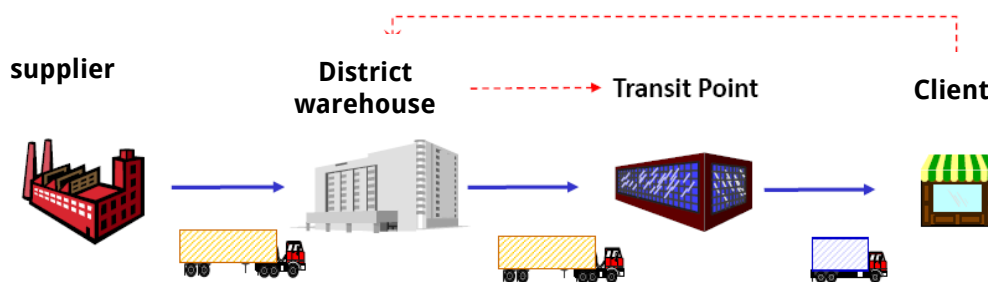 supplier
District
warehouse
Transit Point
Client